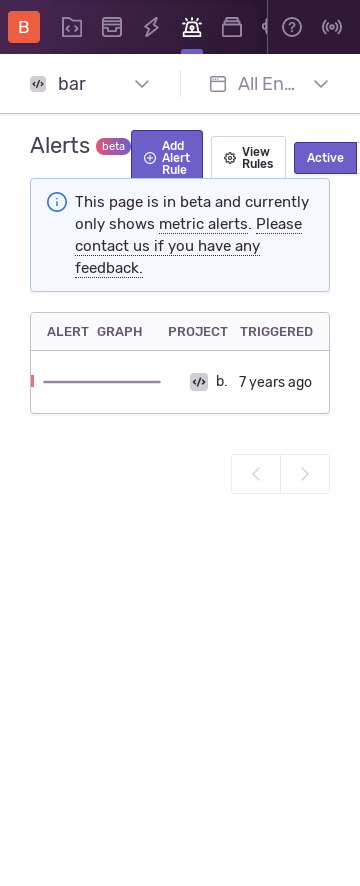 B
bar
All En...
Alerts beta
Add
Alert
Rule
View
Rules
Active
This page is in beta and currently
only shows metric alerts. Please
contact us if you have any
feedback.
ALERT GRAPH PROJECT TRIGGERED
b. 7 years ago